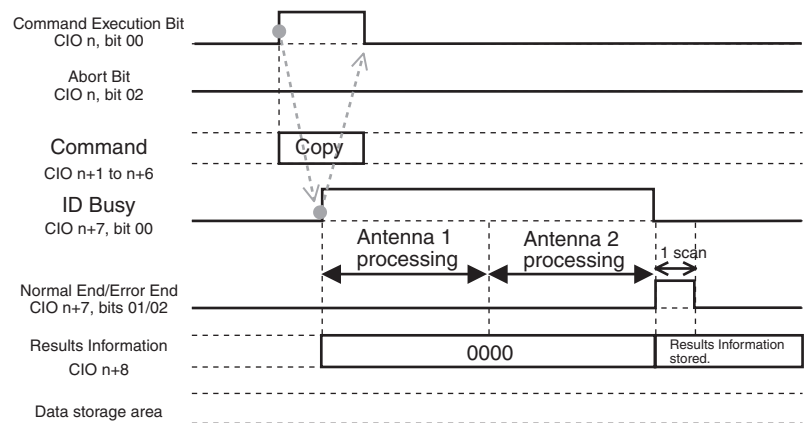 Command Execution Bit
CIO n, bit 00
Abort Bit
CIO n, bit 02
Command
CIO n+1 to n+6
Copy
ID Busy
CIO n+7, bit 00
Antenna 1
processing
Antenna 2
processing
1 scan
Normal End/Error End
CIO n+7, bits 01/02
Results Information
CIO n+8
0000
Results Information
stored.
Data storage area